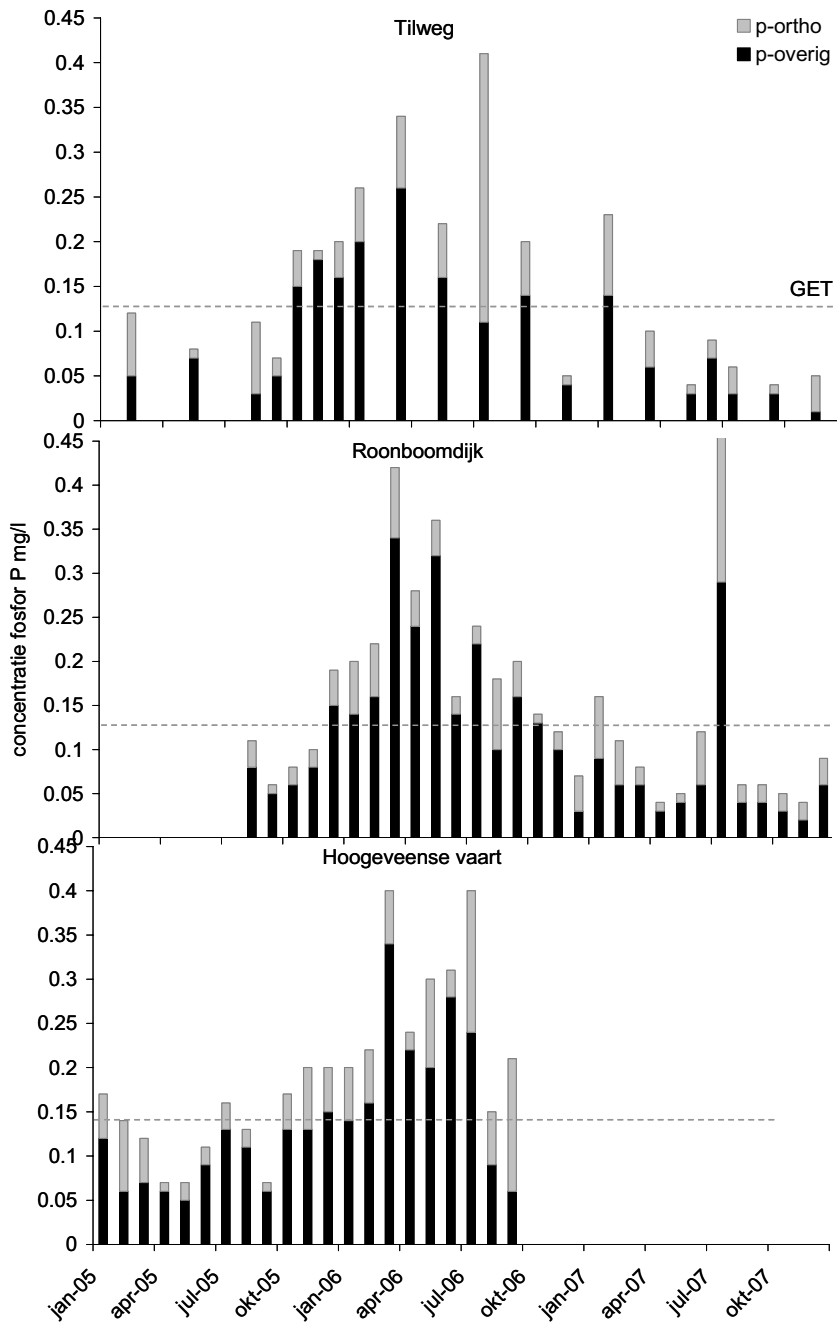 Tilweg
p-ortho
p-overig
0.45
0.4
0.35
0.3
0.25
0.2
0.15
0.1
0.05
0
GET
concentratie fosfor P mg/l
Roonboomdijk
0.45
0.4
0.35
0.3
0.25
0.2
0.15
0.1
0.05
0
Hoogeveense vaart
0.45
0.4
0.35
0.3
0.25
0.2
0.15
0.1
0.05
0
jan-05
apr-05
jul-05
okt-05
jan-06
apr-06
jul-06
okt-06
jan-07
apr-07
jul-07
okt-07